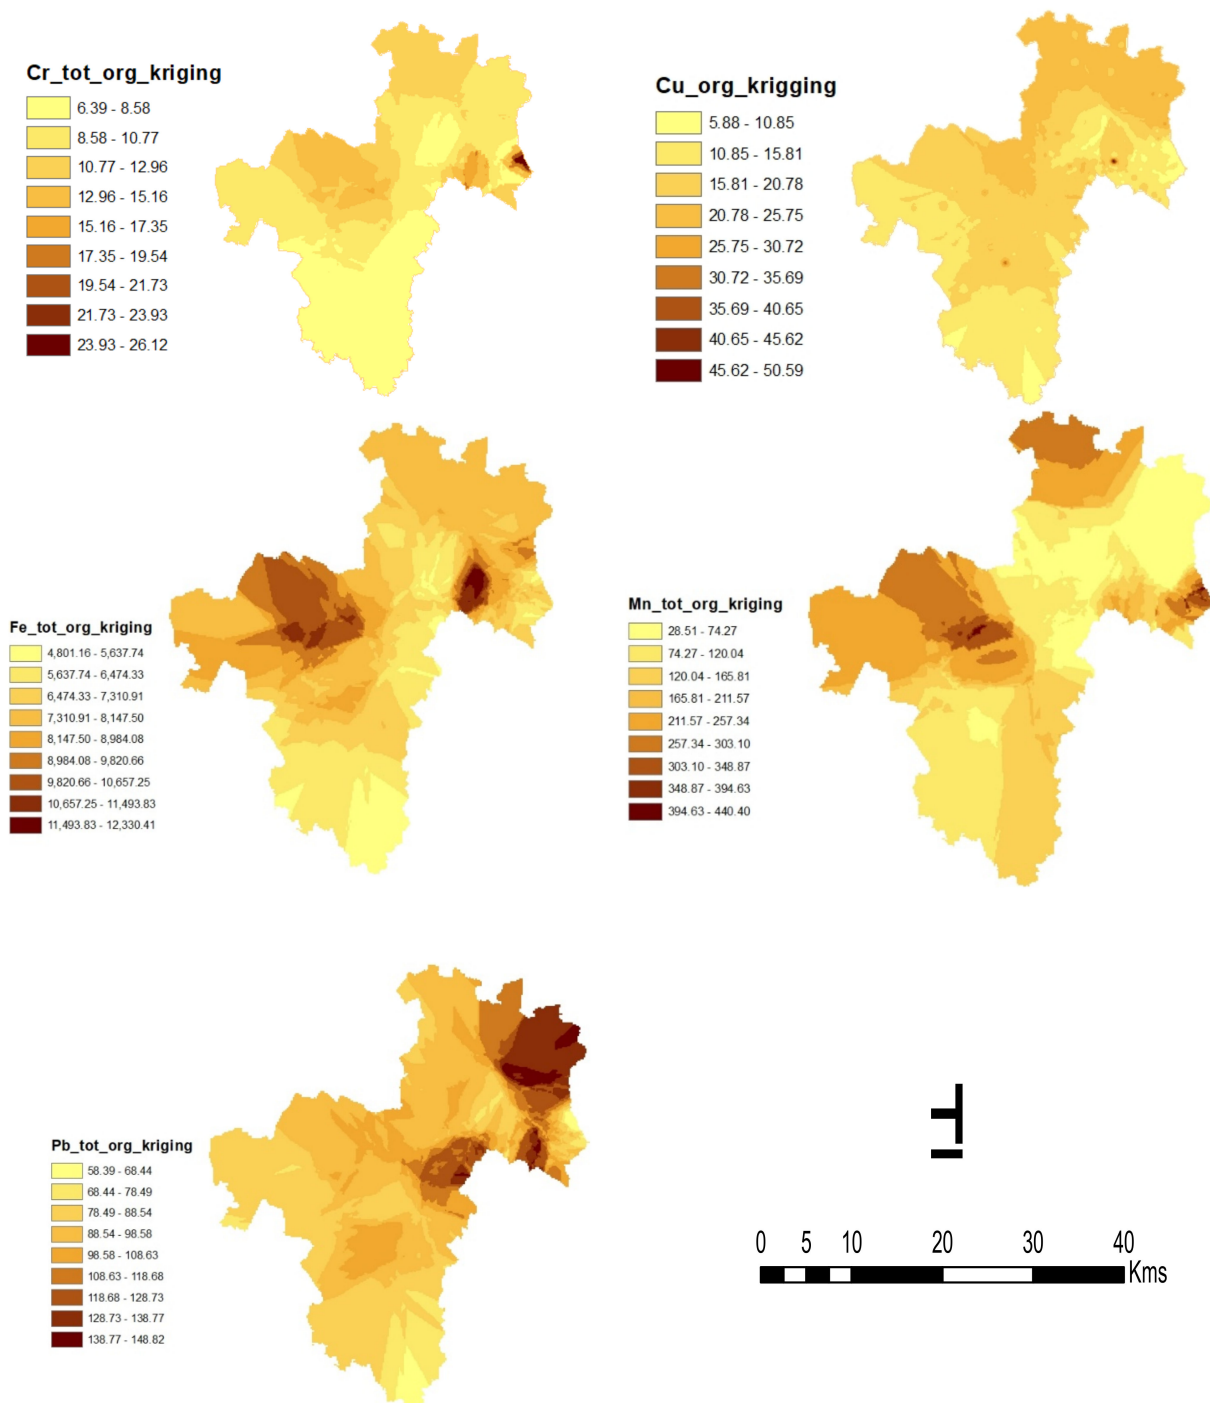 Cr_tot_org_kriging
6.39 - 8.58
8.58 - 10.77
10.77 - 12.96
12.96 - 15.16
15.16 - 17.35
17.35 - 19.54
19.54 - 21.73
21.73 - 23.93
23.93 - 26.12
Cu_org_krigging
5.88 - 10.85
10.85 - 15.81
15.81 - 20.78
20.78 - 25.75
25.75 - 30.72
30.72 - 35.69
35.69 - 40.65
40.65 - 45.62
45.62 - 50.59
Fe_tot_org_kriging
4,801.16 - 5,637.74
5,637.74 - 6,474.33
6,474.33 - 7,310.91
7,310.91 - 8,147.50
8,147.50 - 8,984.08
8,984.08 - 9,820.66
9,820.66 - 10,657.25
10,657.25 - 11,493.83
11,493.83 - 12,330.41
Mn_tot_org_kriging
28.51 - 74.27
74.27 - 120.04
120.04 - 165.81
165.81 - 211.57
211.57 - 257.34
257.34 - 303.10
303.10 - 348.87
348.87 - 394.63
394.63 - 440.40
Pb_tot_org_kriging
58.39 - 68.44
68.44 - 78.49
78.49 - 88.54
88.54 - 98.58
98.58 - 108.63
108.63 - 118.68
118.68 - 128.73
128.73 - 138.77
138.77 - 148.82
0 5 10 20 30 40
Kms